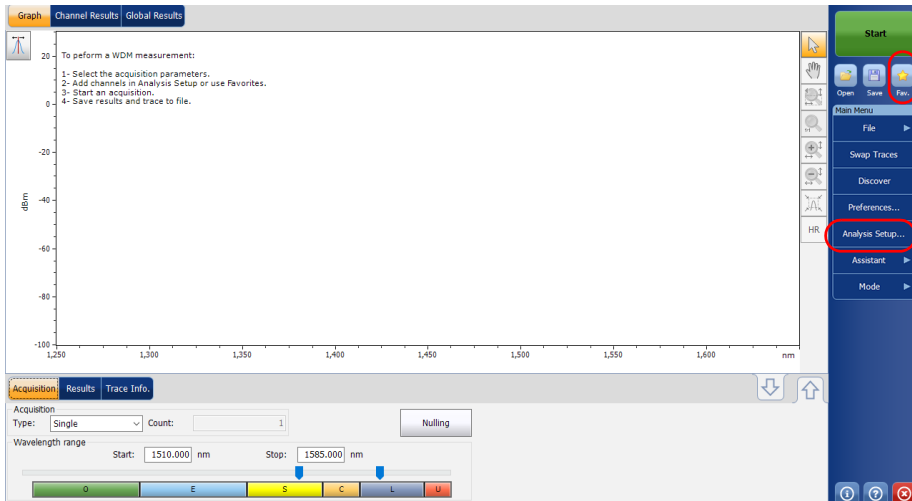 Graph Channel Results Global Results
Start
To peform a WDM measurement:
1- Select the acquisition parameters.
2- Add channels in Analysis Setup or use Favorites.
3- Start an acquisition.
4- Save results and trace to file.
20
0
-20
-40
-60
-80
-100
dBm
1,250 1,300 1,350 1,400 1,450 1,500 1,550 1,600 nm
HR
Open Save Fav.
Main Menu
File
Swap Traces
Discover
Preferences...
Analysis Setup...
Assistant
Mode
Acquisition Results Trace Info.
Acquisition
Type: Single Count: 1 Nulling
Wavelength range
Start: 1510.000 nm Stop: 1585.000 nm
O E S C L U